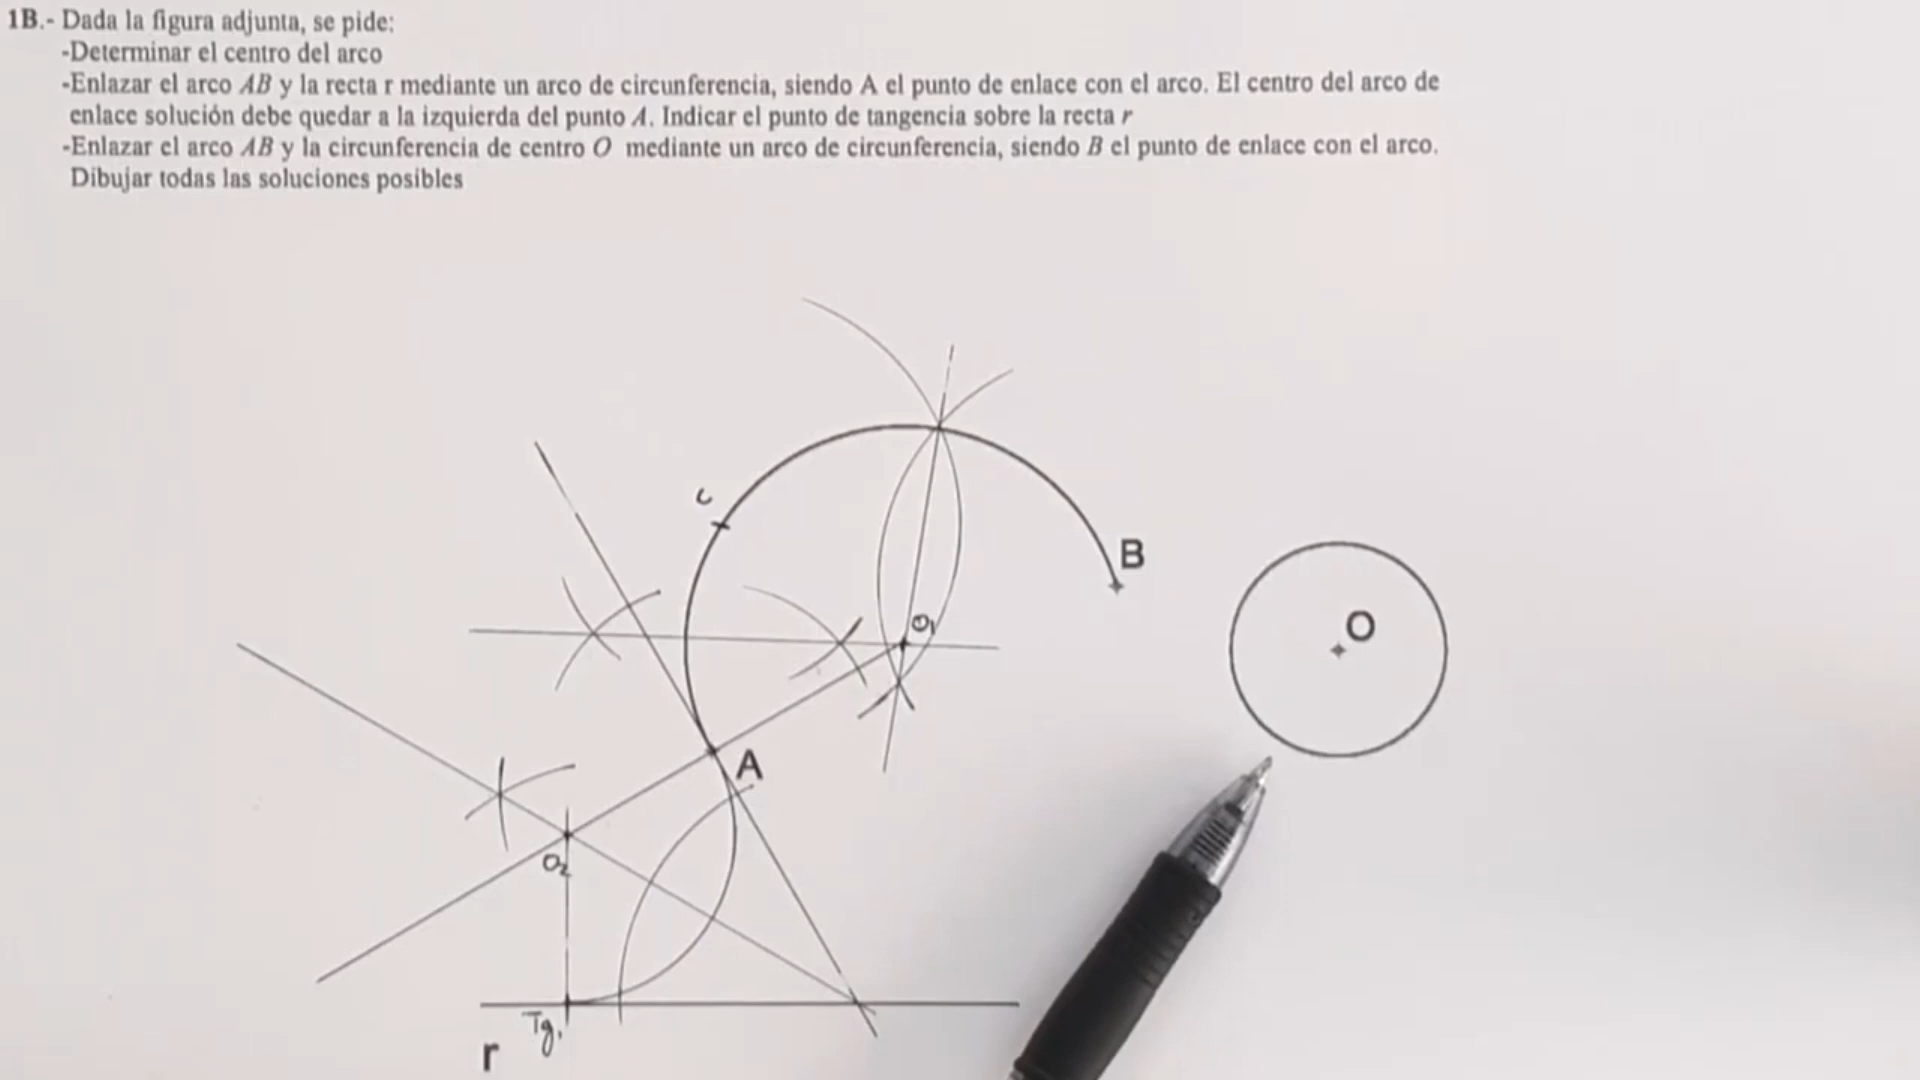 1B.- Dada la figura adjunta, se pide:
-Determinar el centro del arco
-Enlazar el arco AB y la recta r mediante un arco de circunferencia, siendo A el punto de enlace con el arco. El centro del arco de
enlace solución debe quedar a la izquierda del punto A. Indicar el punto de tangencia sobre la recta r
-Enlazar el arco AB y la circunferencia de centro O mediante un arco de circunferencia, siendo B el punto de enlace con el arco.
Dibujar todas las soluciones posibles
C
B
O1
O
A
O2
Tg.
r